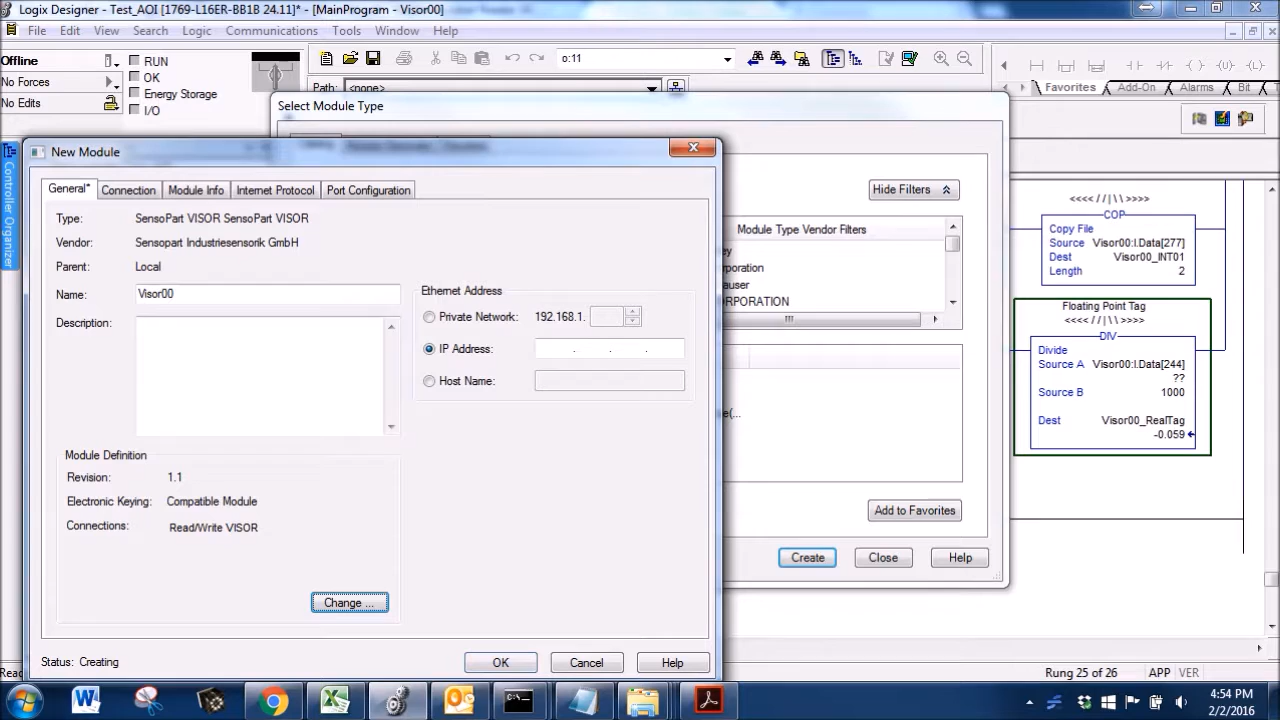 Logix Designer - Test_AOI [1769-L16ER-BB1B 24.11]* - [MainProgram - Visor00]
File Edit View Search Logic Communications Tools Window Help
Offline
RUN
No Forces
OK
Energy Storage
No Edits
I/O
o:11
Path: <none>
Favorites
Add-On
Alarms
Bit
Controller Organizer
Select Module Type
Hide Filters
Module Type Vendor Filters
ey
orporation
auser
ORPORATION
e(...
Add to Favorites
Create
Close
Help
New Module
General* Connection Module Info Internet Protocol Port Configuration
Type: SensoPart VISOR SensoPart VISOR
Vendor: Sensopart Industriesensorik GmbH
Parent: Local
Name: Visor00
Description:
Ethernet Address
Private Network: 192.168.1.
IP Address: . . .
Host Name:
Module Definition
Revision: 1.1
Electronic Keying: Compatible Module
Connections: Read/Write VISOR
Change ...
Status: Creating
OK
Cancel
Help
<<<< //|\\ >>>>
COP
Copy File
Source Visor00:I.Data[277]
Dest Visor00_INT01
Length 2
Floating Point Tag
<<<< //|\\ >>>>
DIV
Divide
Source A Visor00:I.Data[244]
??
Source B 1000
Dest Visor00_RealTag
-0.059
Rea
Rung 25 of 26 APP VER
4:54 PM
2/2/2016